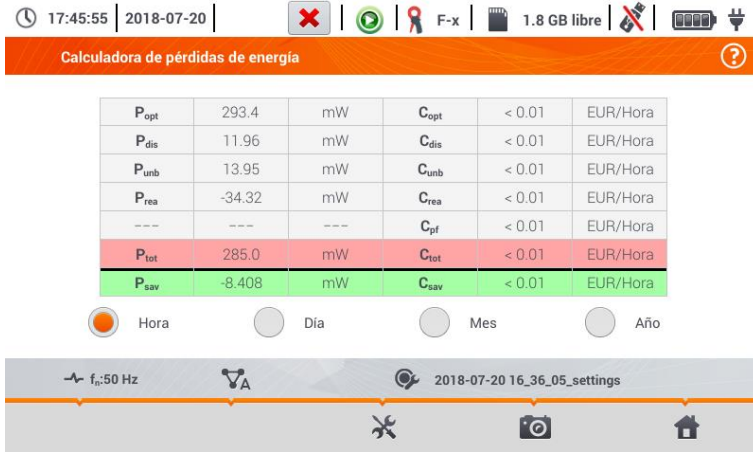 17:45:55 2018-07-20 F-x 1.8 GB libre
Calculadora de pérdidas de energía ?
Popt 293.4 mW Copt < 0.01 EUR/Hora
Pdis 11.96 mW Cdis < 0.01 EUR/Hora
Punb 13.95 mW Cunb < 0.01 EUR/Hora
Prea -34.32 mW Crea < 0.01 EUR/Hora
--- --- --- Cpf < 0.01 EUR/Hora
Ptot 285.0 mW Ctot < 0.01 EUR/Hora
Psav -8.408 mW Csav < 0.01 EUR/Hora
Hora Día Mes Año
fn:50 Hz A 2018-07-20 16_36_05_settings